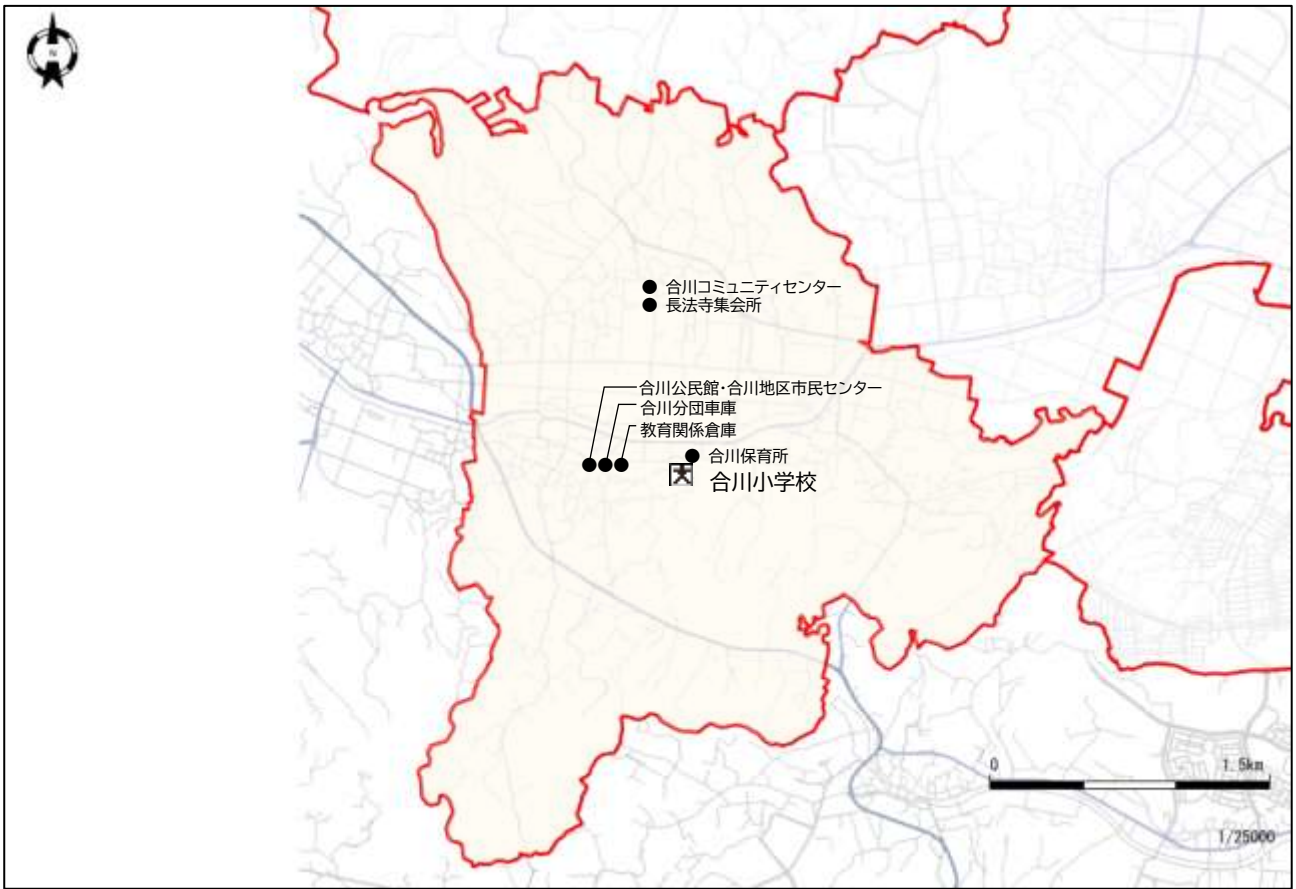 N
合川コミュニティセンター
長法寺集会所
合川公民館・合川地区市民センター
合川分団車庫
教育関係倉庫
合川保育所
合川小学校
0 1.5km
1/25000